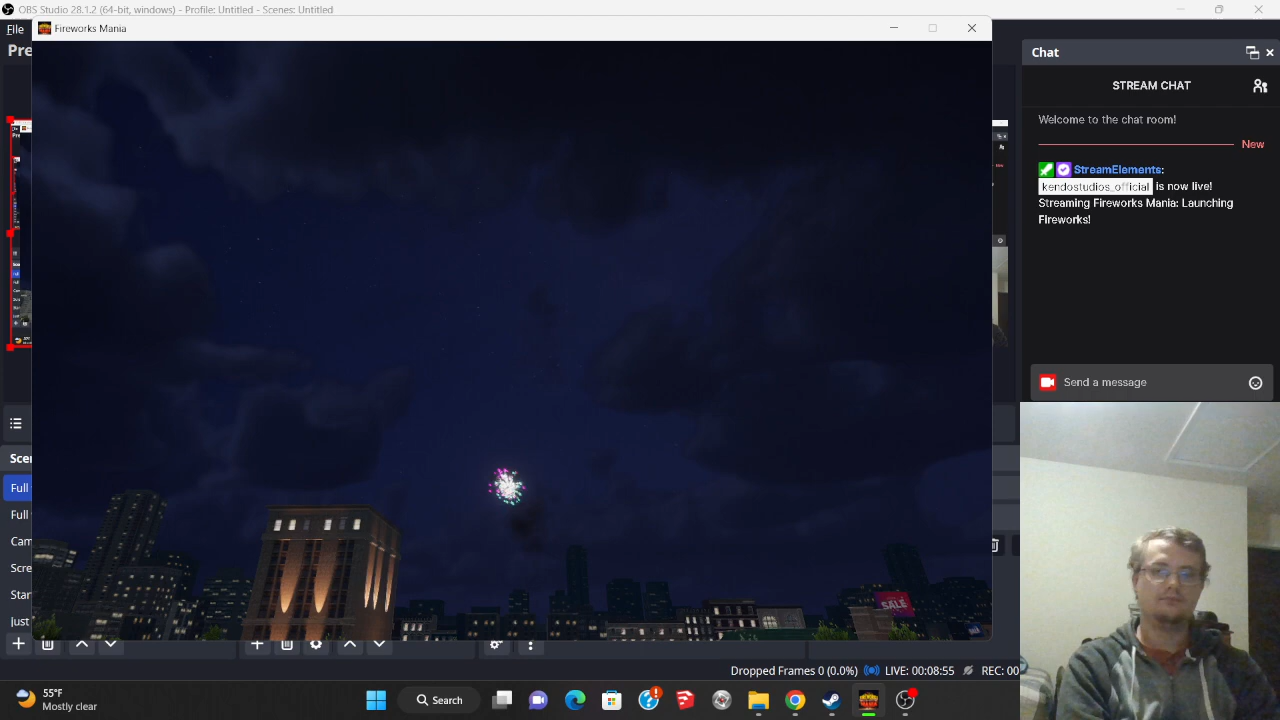 OBS Studio 28.1.2 (64-bit, windows) - Profile: Untitled - Scenes: Untitled
File
Fireworks Mania
Pre
Chat
STREAM CHAT
Welcome to the chat room!
New
StreamElements:
kendostudios_official is now live!
Streaming Fireworks Mania: Launching
Fireworks!
Send a message
Scen
Full
Full
Cam
Scre
Star
Just
SALE
Dropped Frames 0 (0.0%)
LIVE: 00:08:55
REC: 00
55°F
Mostly clear
Search